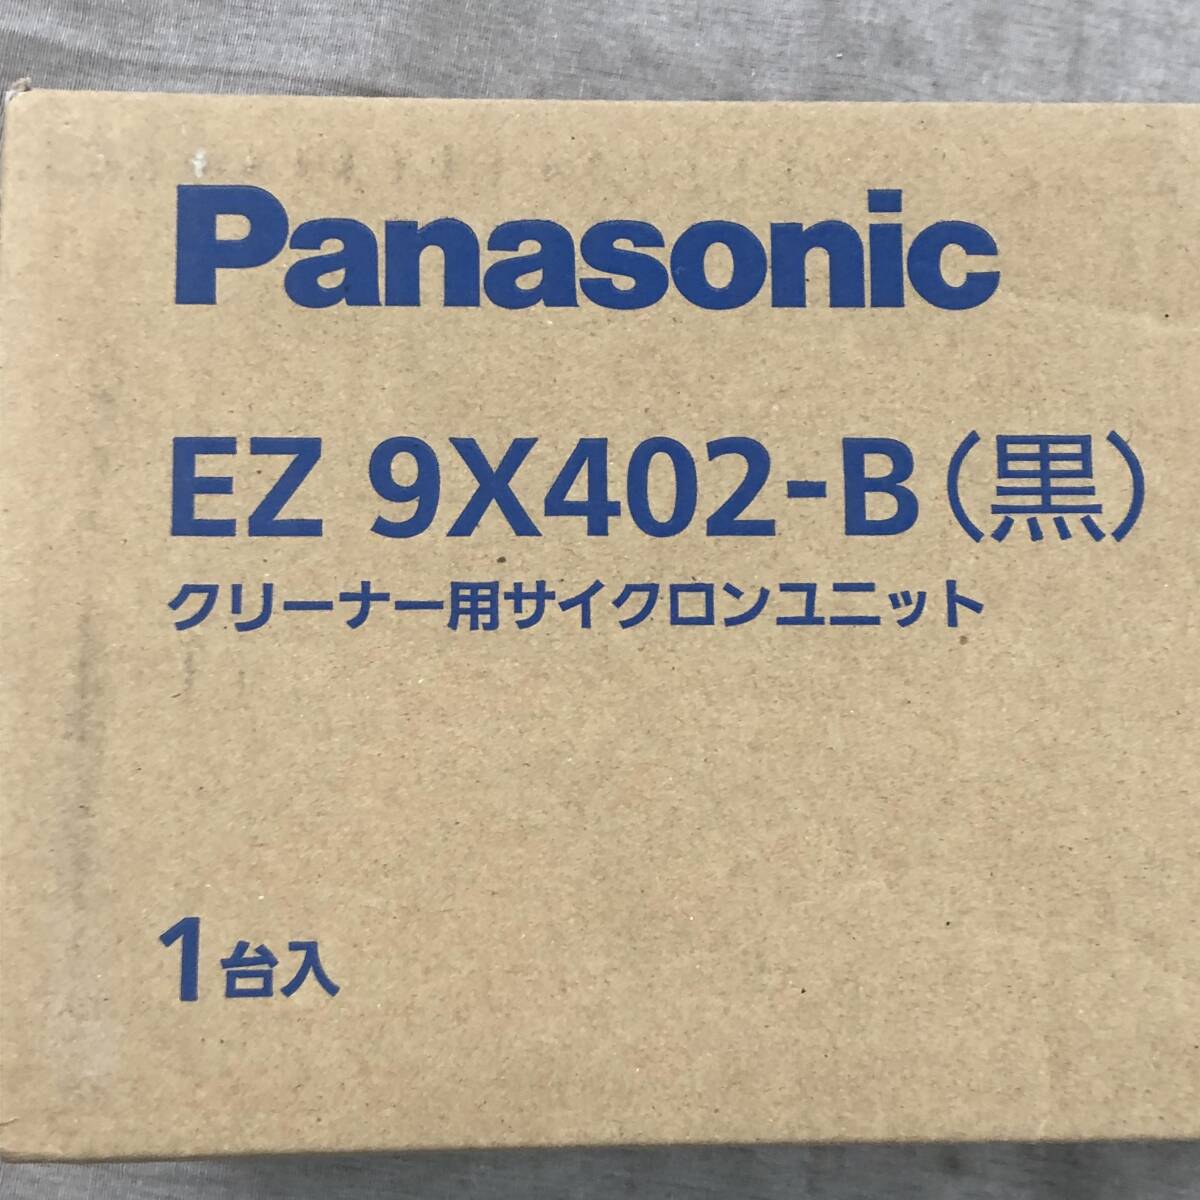 Panasonic
EZ 9X402-B(黒)
クリーナー用サイクロンユニット
1台入